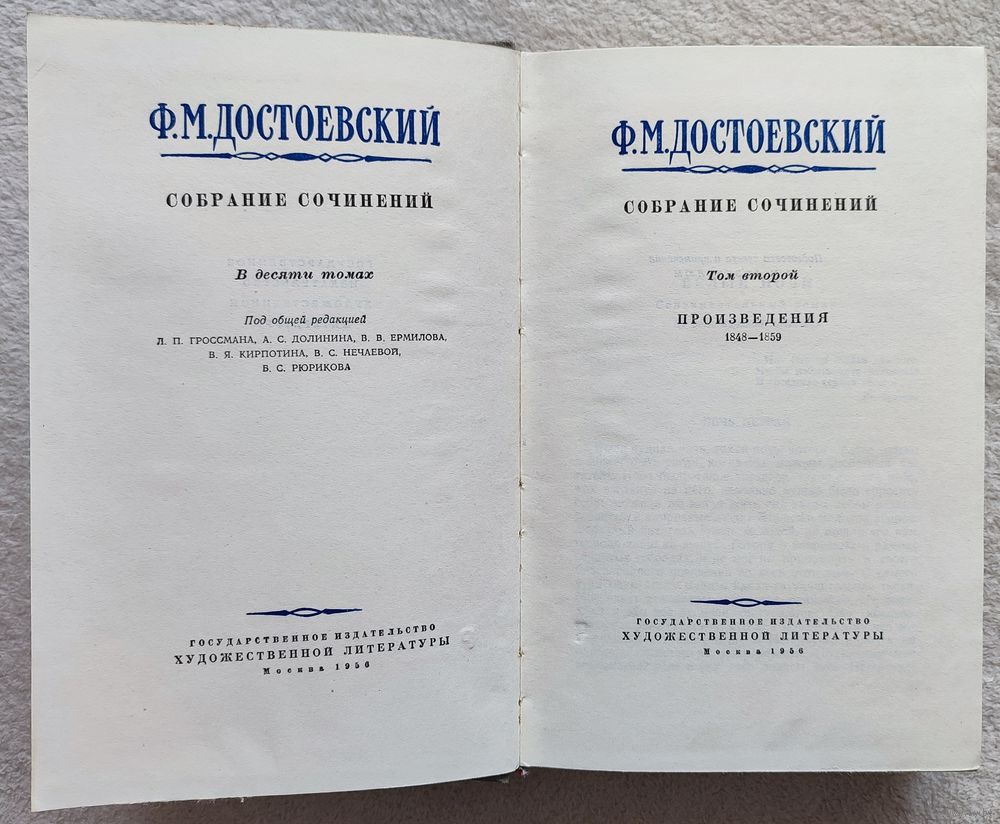 Ф.М.ДОСТОЕВСКИЙ
СОБРАНИЕ СОЧИНЕНИЙ
В десяти томах
Под общей редакцией
Л. П. ГРОССМАНА, А. С. ДОЛИНИНА, В. В. ЕРМИЛОВА,
В. Я. КИРПОТИНА, В. С. НЕЧАЕВОЙ,
Б. С. РЮРИКОВА
ГОСУДАРСТВЕННОЕ ИЗДАТЕЛЬСТВО
ХУДОЖЕСТВЕННОЙ ЛИТЕРАТУРЫ
Москва 1956
Ф.М.ДОСТОЕВСКИЙ
СОБРАНИЕ СОЧИНЕНИЙ
Том второй
ПРОИЗВЕДЕНИЯ
1848—1859
ГОСУДАРСТВЕННОЕ ИЗДАТЕЛЬСТВО
ХУДОЖЕСТВЕННОЙ ЛИТЕРАТУРЫ
Москва 1956